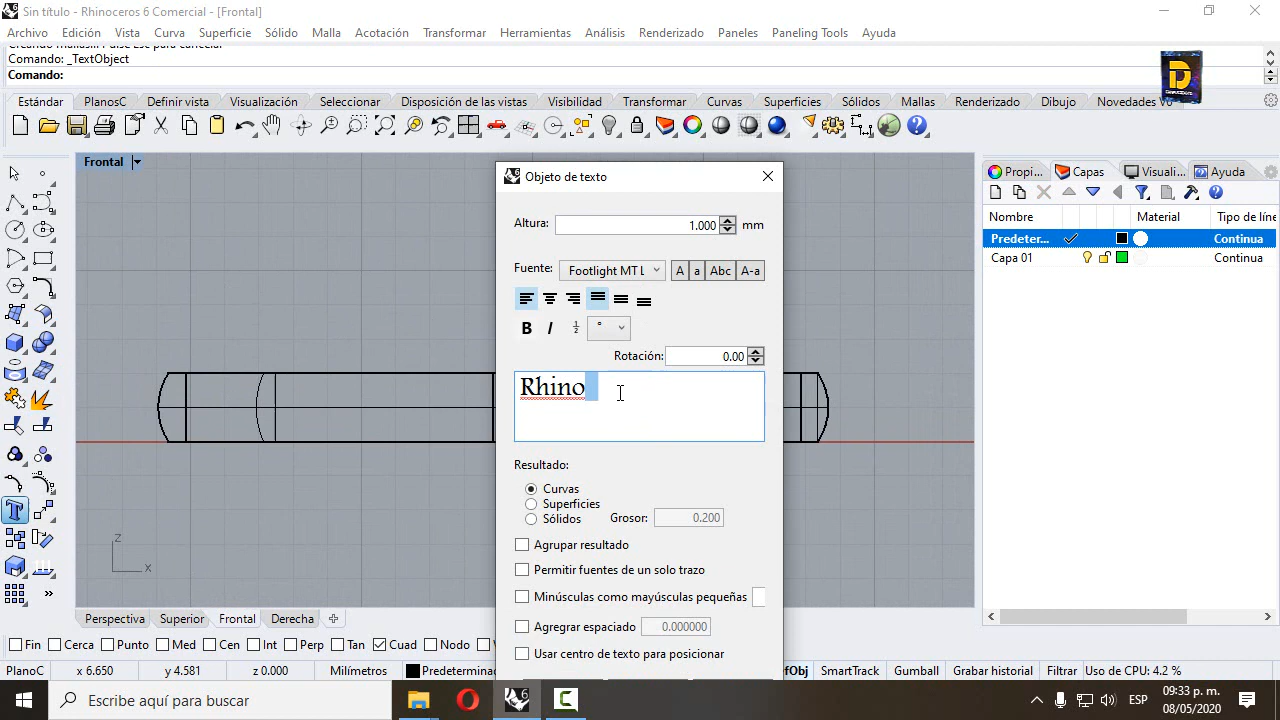 Sin título - Rhinoceros 6 Comercial - [Frontal]
Archivo Edición Vista Curva Superficie Sólido Malla Acotación Transformar Herramientas Análisis Renderizado Paneles Paneling Tools Ayuda
Comando: _TextObject
Comando:
Estándar PlanosC Definir vista Visualización Seleccionar Disposición de vistas Visibilidad Transformar Curvas Superficies Sólidos Mallas Renderizado Dibujo Novedades V6
Frontal
Objeto de texto
Altura: 1.000 mm
Fuente: Footlight MT L A a Abc A-a
B I ½ °
Rotación: 0.00
Rhino
Resultado:
Curvas
Superficies
Sólidos Grosor: 0.200
Agrupar resultado
Permitir fuentes de un solo trazo
Minúsculas como mayúsculas pequeñas
Agregrar espaciado 0.000000
Usar centro de texto para posicionar
z
x
Propi... Capas Visuali... Ayuda
Nombre Material Tipo de líne
Predeter... Continua
Capa 01 Continua
Perspectiva Superior Frontal Derecha
Fin Cerca Punto Med Cen Int Perp Tan Cuad Nodo
PlanoC x 6.650 y 4.581 z 0.000 Milímetros Predeterminad
SmartTrack Gumball Grabar historial Filtrar Uso de CPU: 4.2 %
Escribe aquí para buscar
ESP 09:33 p. m.
08/05/2020